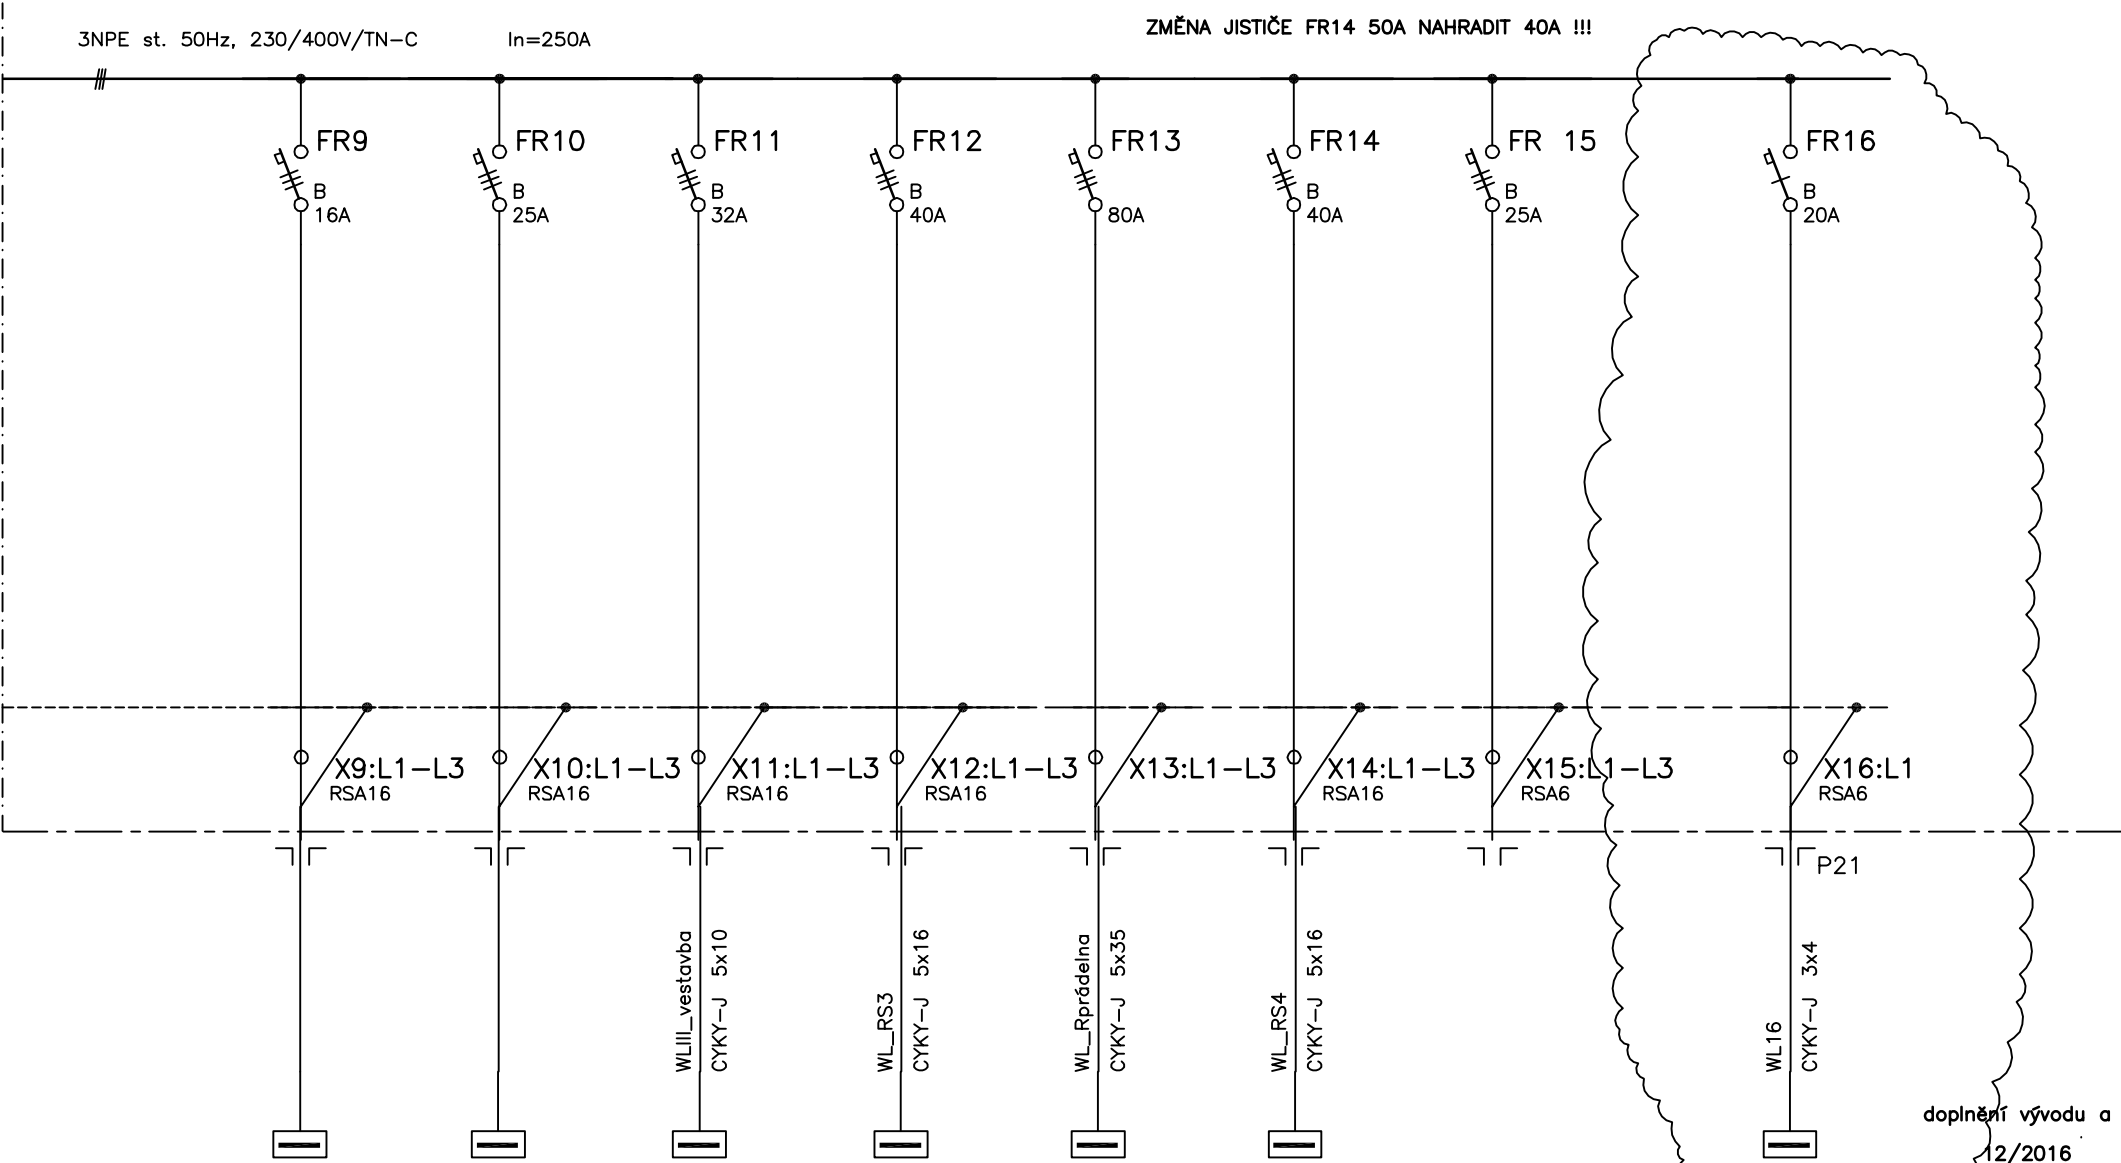 ZMĚNA JISTIČE FR14 50A NAHRADIT 40A !!!
3NPE st. 50Hz, 230/400V/TN-C
In=250A
FR9
B
16A
FR10
B
25A
FR11
B
32A
FR12
B
40A
FR13
80A
FR14
B
40A
FR 15
B
25A
FR16
B
20A
X9:L1-L3
RSA16
X10:L1-L3
RSA16
X11:L1-L3
RSA16
X12:L1-L3
RSA16
X13:L1-L3
X14:L1-L3
RSA16
X15:L1-L3
RSA6
X16:L1
RSA6
P21
WLIII_vestavba
CYKY-J 5x10
WL_RS3
CYKY-J 5x16
WL_Rprádelna
CYKY-J 5x35
WL_RS4
CYKY-J 5x16
WL16
CYKY-J 3x4
doplnění vývodu a
12/2016